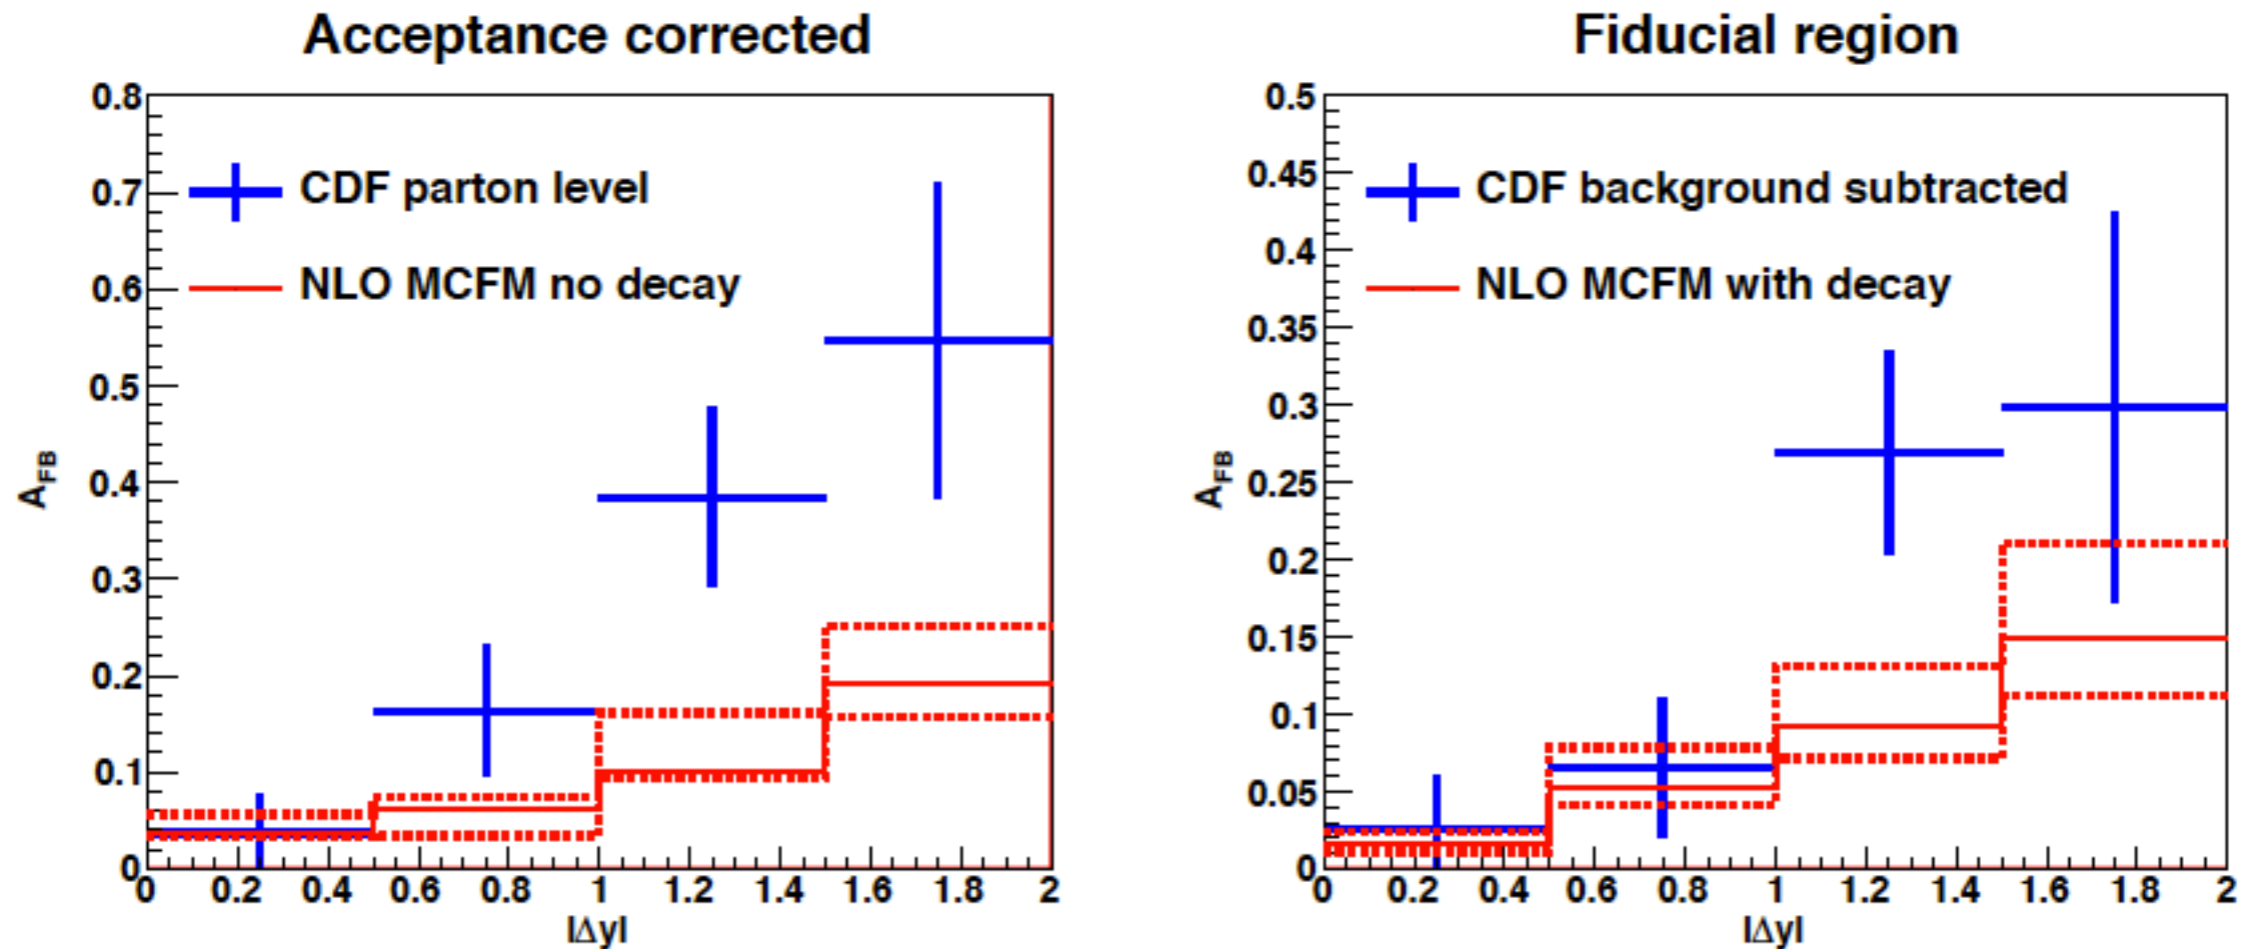 Acceptance corrected
0.8
0.7
0.6
0.5
0.4
0.3
0.2
0.1
0
CDF parton level
NLO MCFM no decay
A_FB
0 0.2 0.4 0.6 0.8 1 1.2 1.4 1.6 1.8 2
|Δy|
Fiducial region
0.5
0.45
0.4
0.35
0.3
0.25
0.2
0.15
0.1
0.05
0
CDF background subtracted
NLO MCFM with decay
A_FB
0 0.2 0.4 0.6 0.8 1 1.2 1.4 1.6 1.8 2
|Δy|